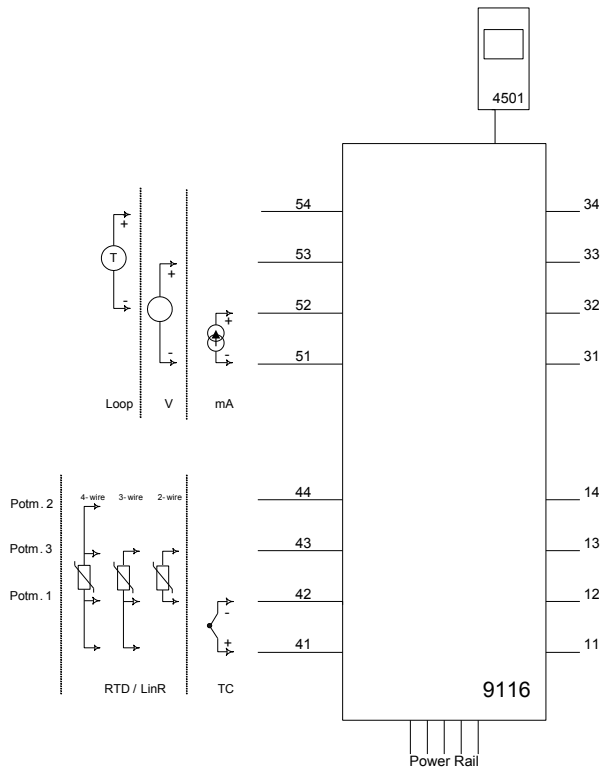 4501
54
34
+
T
53
33
+
-
52
32
+
-
-
51
31
Loop
V
mA
Potm. 2
4- wire
3- wire
2- wire
44
14
Potm. 3
43
13
Potm. 1
42
12
-
+
41
11
RTD / LinR
TC
9116
Power Rail